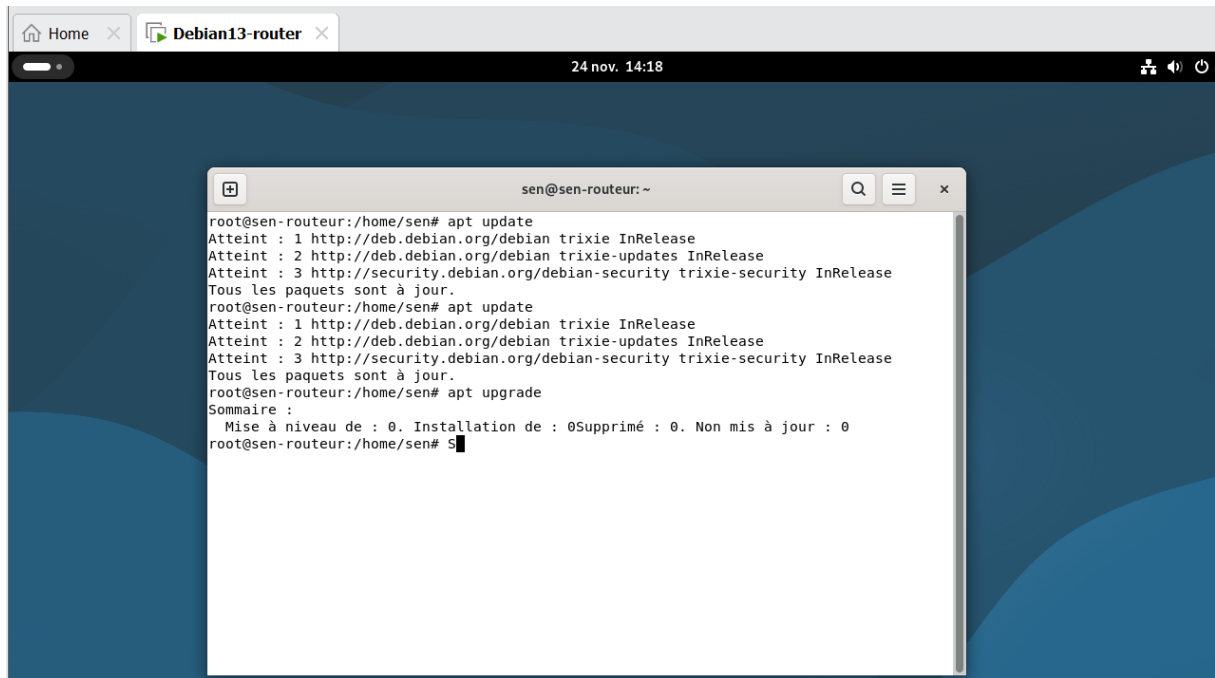 Home
Debian13-router
24 nov. 14:18
sen@sen-routeur: ~
root@sen-routeur:/home/sen# apt update
Atteint : 1 http://deb.debian.org/debian trixie InRelease
Atteint : 2 http://deb.debian.org/debian trixie-updates InRelease
Atteint : 3 http://security.debian.org/debian-security trixie-security InRelease
Tous les paquets sont à jour.
root@sen-routeur:/home/sen# apt update
Atteint : 1 http://deb.debian.org/debian trixie InRelease
Atteint : 2 http://deb.debian.org/debian trixie-updates InRelease
Atteint : 3 http://security.debian.org/debian-security trixie-security InRelease
Tous les paquets sont à jour.
root@sen-routeur:/home/sen# apt upgrade
Sommaire :
  Mise à niveau de : 0. Installation de : 0Supprimé : 0. Non mis à jour : 0
root@sen-routeur:/home/sen# S